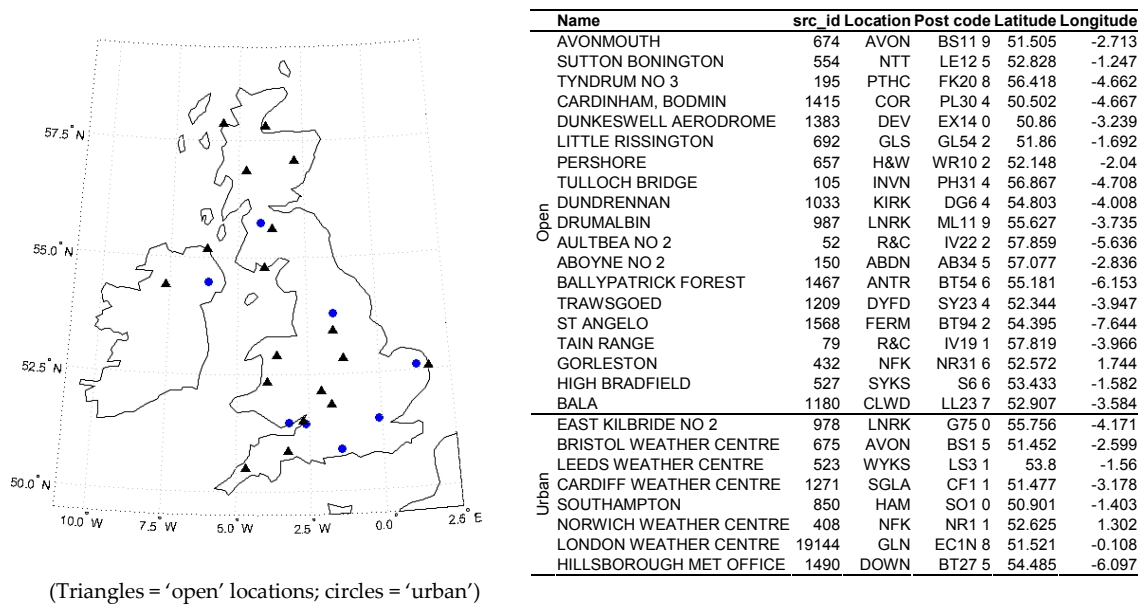 57.5° N
55.0° N
52.5° N
50.0° N
10.0° W 7.5° W 5.0° W 2.5° W 0.0° 2.5° E
(Triangles = 'open' locations; circles = 'urban')
Name src_id Location Post code Latitude Longitude
Open
AVONMOUTH 674 AVON BS11 9 51.505 -2.713
SUTTON BONINGTON 554 NTT LE12 5 52.828 -1.247
TYNDRUM NO 3 195 PTHC FK20 8 56.418 -4.662
CARDINHAM, BODMIN 1415 COR PL30 4 50.502 -4.667
DUNKESWELL AERODROME 1383 DEV EX14 0 50.86 -3.239
LITTLE RISSINGTON 692 GLS GL54 2 51.86 -1.692
PERSHORE 657 H&W WR10 2 52.148 -2.04
TULLOCH BRIDGE 105 INVN PH31 4 56.867 -4.708
DUNDRENNAN 1033 KIRK DG6 4 54.803 -4.008
DRUMALBIN 987 LNRK ML11 9 55.627 -3.735
AULTBEA NO 2 52 R&C IV22 2 57.859 -5.636
ABOYNE NO 2 150 ABDN AB34 5 57.077 -2.836
BALLYPATRICK FOREST 1467 ANTR BT54 6 55.181 -6.153
TRAWSGOED 1209 DYFD SY23 4 52.344 -3.947
ST ANGELO 1568 FERM BT94 2 54.395 -7.644
TAIN RANGE 79 R&C IV19 1 57.819 -3.966
GORLESTON 432 NFK NR31 6 52.572 1.744
HIGH BRADFIELD 527 SYKS S6 6 53.433 -1.582
BALA 1180 CLWD LL23 7 52.907 -3.584
Urban
EAST KILBRIDE NO 2 978 LNRK G75 0 55.756 -4.171
BRISTOL WEATHER CENTRE 675 AVON BS1 5 51.452 -2.599
LEEDS WEATHER CENTRE 523 WYKS LS3 1 53.8 -1.56
CARDIFF WEATHER CENTRE 1271 SGLA CF1 1 51.477 -3.178
SOUTHAMPTON 850 HAM SO1 0 50.901 -1.403
NORWICH WEATHER CENTRE 408 NFK NR1 1 52.625 1.302
LONDON WEATHER CENTRE 19144 GLN EC1N 8 51.521 -0.108
HILLSBOROUGH MET OFFICE 1490 DOWN BT27 5 54.485 -6.097